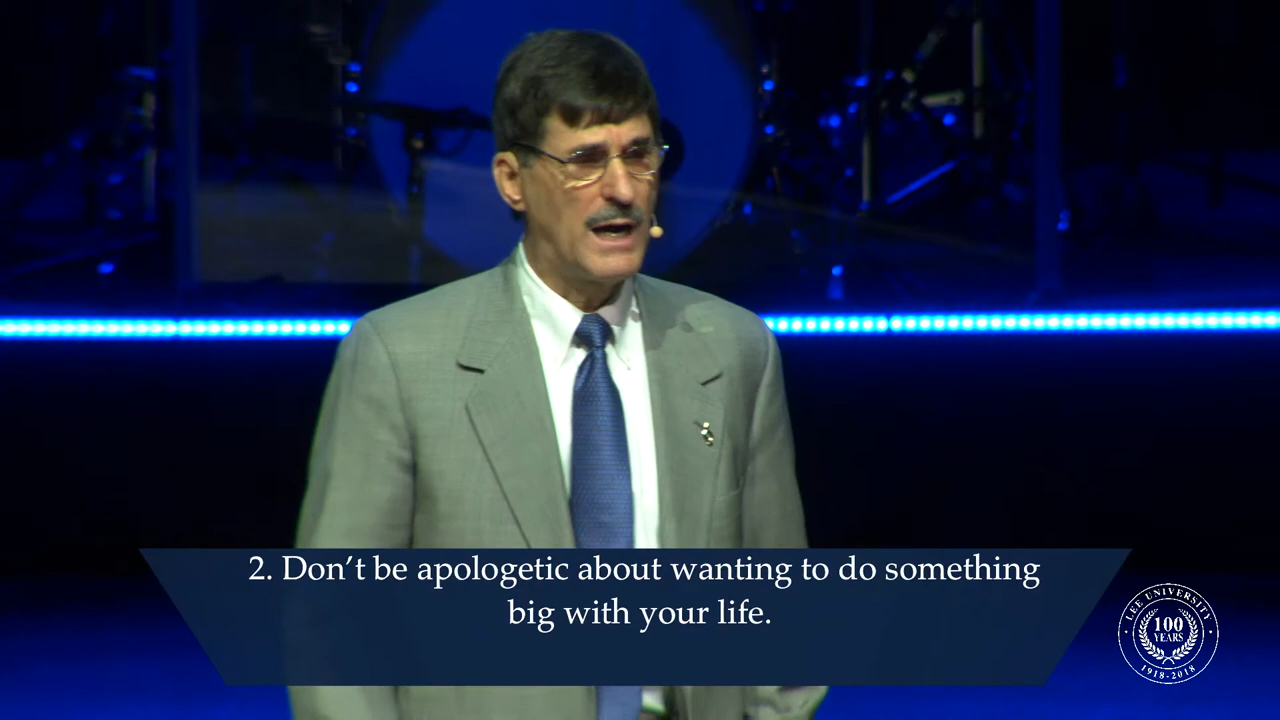 2. Don't be apologetic about wanting to do something
big with your life.
LEE UNIVERSITY
100
YEARS
1918-2018